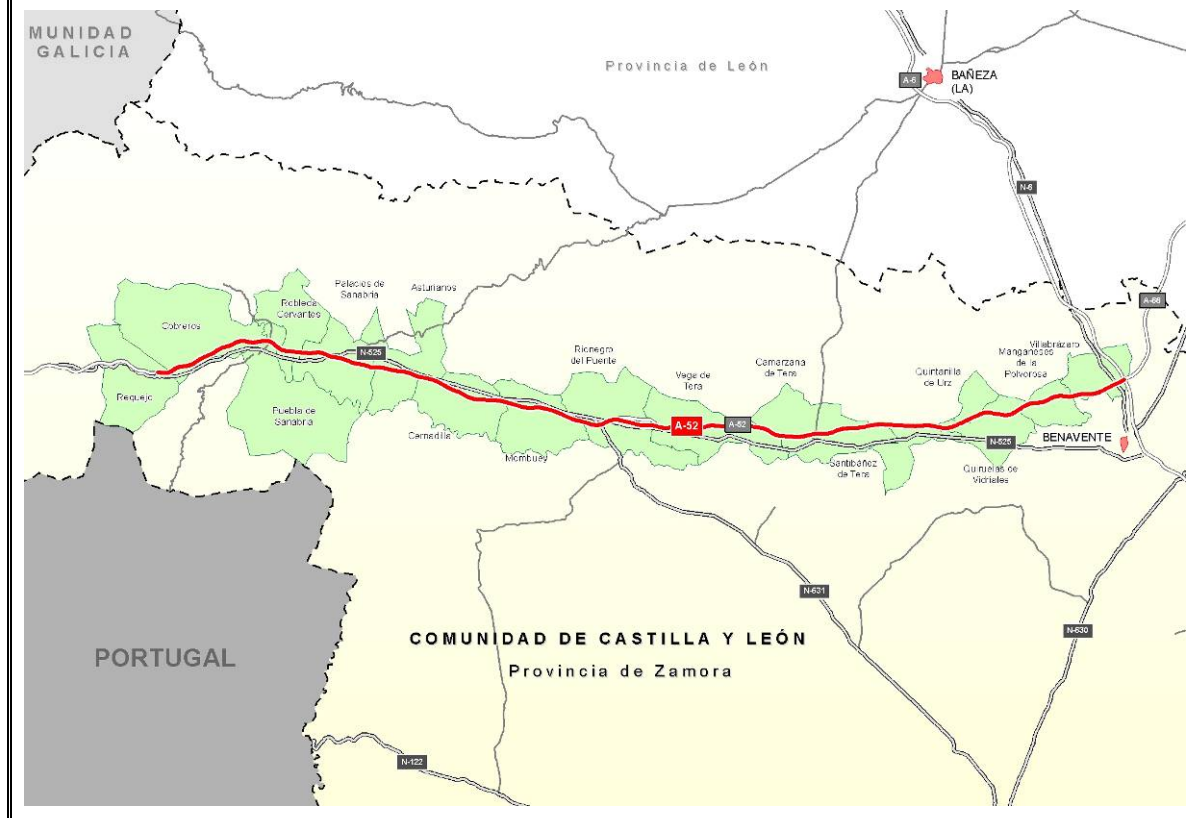 MUNIDAD
GALICIA
Provincia de León
A-6
BAÑEZA
(LA)
N-6
A-66
Palacios de
Sanabria
Asturianos
Robleda
Cervantes
Cobreros
N-525
Rionegro
del Puente
Vega de
Tera
Camarzana
de Tera
Quintanilla
de Urz
Villabrázaro
Manganeses
de la
Polvorosa
Requejo
Puebla de
Sanabria
Cernadilla
Mombuey
A-52
A-52
Santibáñez
de Tera
N-525
Quiruelas de
Vidriales
BENAVENTE
N-631
N-630
PORTUGAL
COMUNIDAD DE CASTILLA Y LEÓN
Provincia de Zamora
N-122